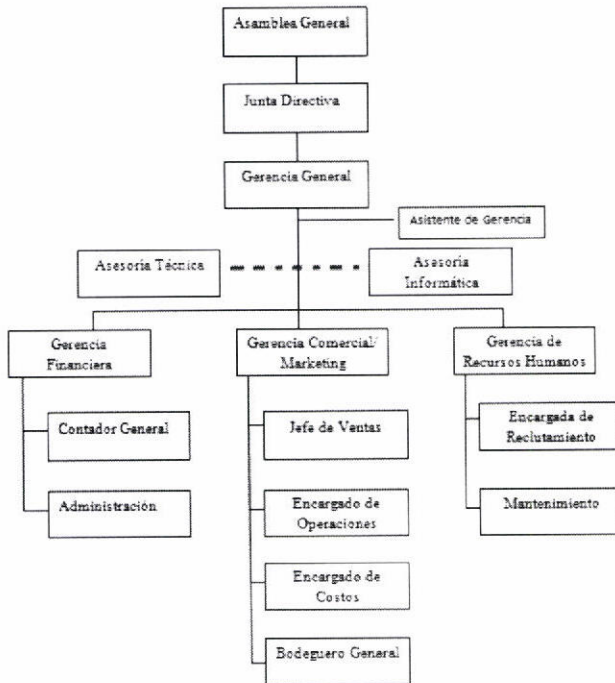 Asamblea General
Junta Directiva
Gerencia General
Asistente de Gerencia
Asesoría Técnica
Asesoría
Informática
Gerencia
Financiera
Gerencia Comercial/
Marketing
Gerencia de
Recursos Humanos
Contador General
Jefe de Ventas
Encargada de
Reclutamiento
Administración
Encargado de
Operaciones
Mantenimiento
Encargado de
Costos
Bodeguero General